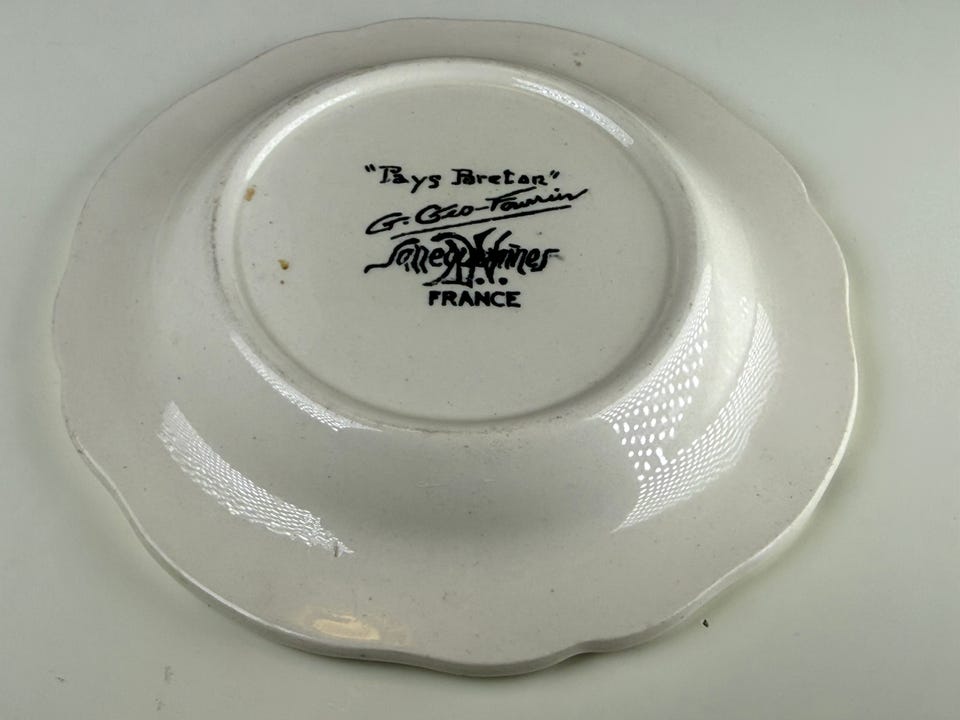 "Pays Breton"
G. Géo-Fourrier
Sarreguemines
D.V.
FRANCE